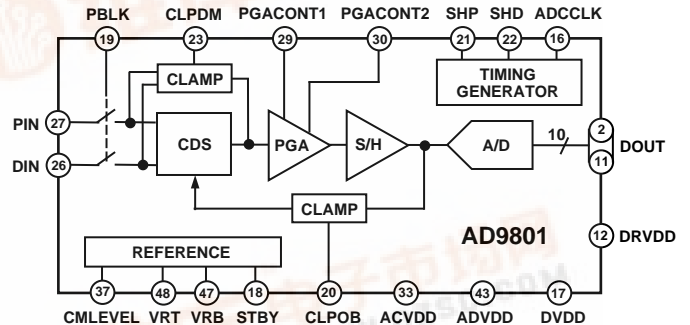 PBLK CLPDM PGACONT1 PGACONT2 SHP SHD ADCCLK
19 23 29 30 21 22 16
CLAMP
TIMING
GENERATOR
PIN 27
CDS
PGA
S/H
A/D
10
2
11
DOUT
DIN 26
CLAMP
AD9801
12 DRVDD
REFERENCE
37 48 47 18 20 33 43 17
CMLEVEL VRT VRB STBY CLPOB ACVDD ADVDD DVDD